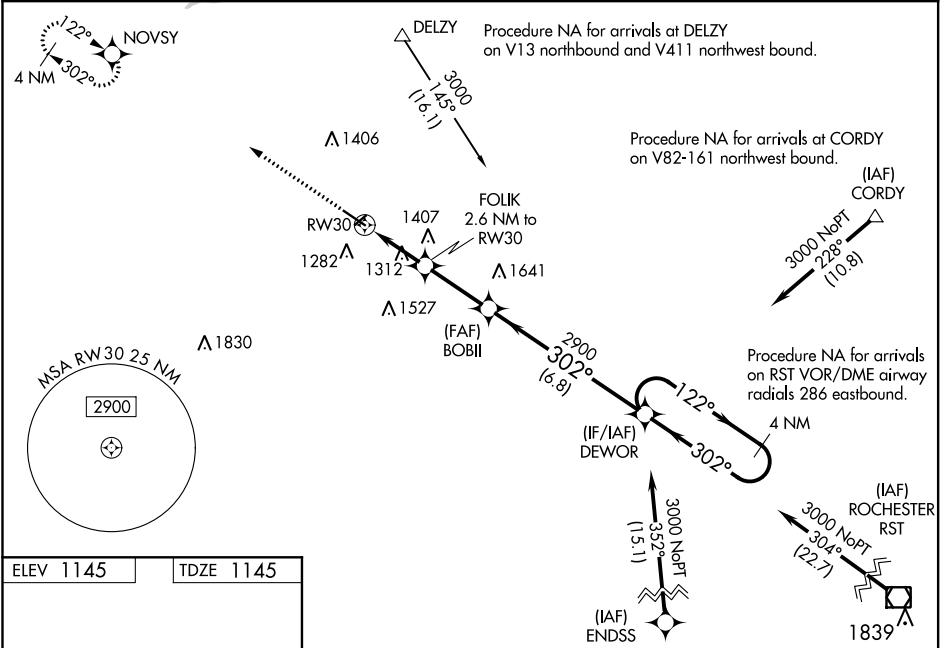 122°
NOVSY
4 NM
302°
DELZY
Procedure NA for arrivals at DELZY
on V13 northbound and V411 northwest bound.
3000
145°
(16.1)
1406
Procedure NA for arrivals at CORDY
on V82-161 northwest bound.
(IAF)
CORDY
3000 NoPT
228°
(10.8)
FOLIK
2.6 NM to
RW30
RW30
1407
1282
1312
1641
1527
(FAF)
BOBII
1830
2900
302°
(6.8)
MSA RW30 25 NM
2900
Procedure NA for arrivals
on RST VOR/DME airway
radials 286 eastbound.
122°
4 NM
302°
(IF/IAF)
DEWOR
3000 NoPT
352°
(15.1)
(IAF)
ENDSS
(IAF)
ROCHESTER
RST
3000 NoPT
304°
(22.7)
1839
ELEV 1145
TDZE 1145